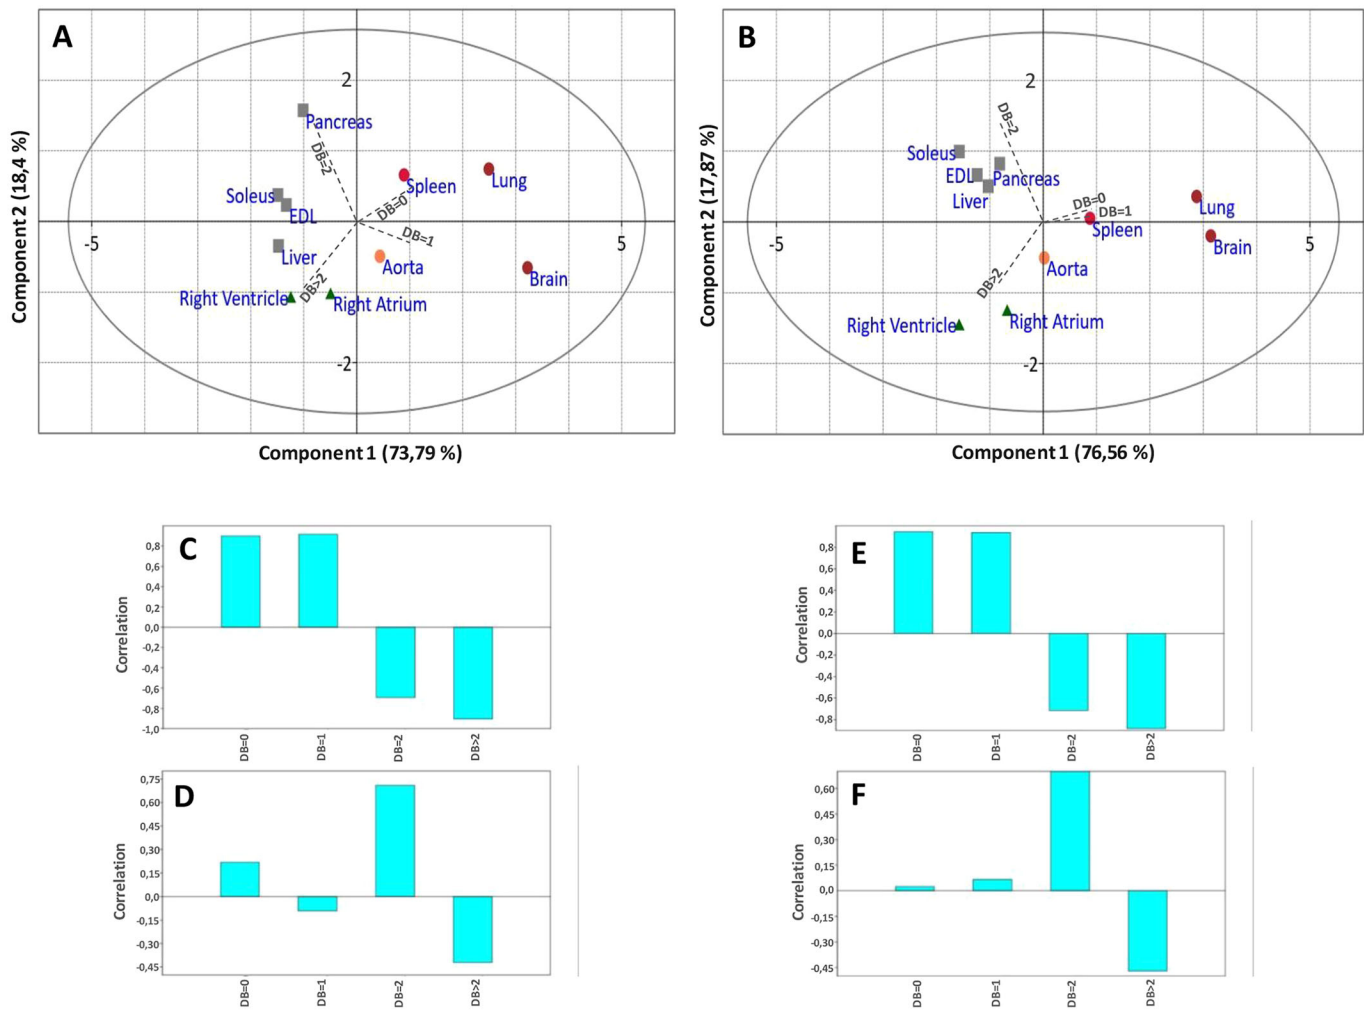 A
2
Pancreas
DB=2
Spleen
Lung
Soleus
DB=0
EDL
DB=1
-5
5
Liver
Aorta
Brain
DB>2
Right Ventricle
Right Atrium
-2
Component 2 (18,4 %)
Component 1 (73,79 %)
B
2
DB=2
Soleus
EDL
Pancreas
Liver
DB=0
DB=1
Lung
Spleen
-5
5
Brain
Aorta
DB>2
Right Ventricle
Right Atrium
-2
Component 2 (17,87 %)
Component 1 (76,56 %)
C
0,8
0,6
0,4
0,2
0,0
-0,2
-0,4
-0,6
-0,8
-1,0
Correlation
DB=0
DB=1
DB=2
DB>2
E
0,8
0,6
0,4
0,2
0,0
-0,2
-0,4
-0,6
-0,8
Correlation
DB=0
DB=1
DB=2
DB>2
D
0,75
0,60
0,45
0,30
0,15
0,0
-0,15
-0,30
-0,45
Correlation
DB=0
DB=1
DB=2
DB>2
F
0,60
0,45
0,30
0,15
0,0
-0,15
-0,30
-0,45
Correlation
DB=0
DB=1
DB=2
DB>2